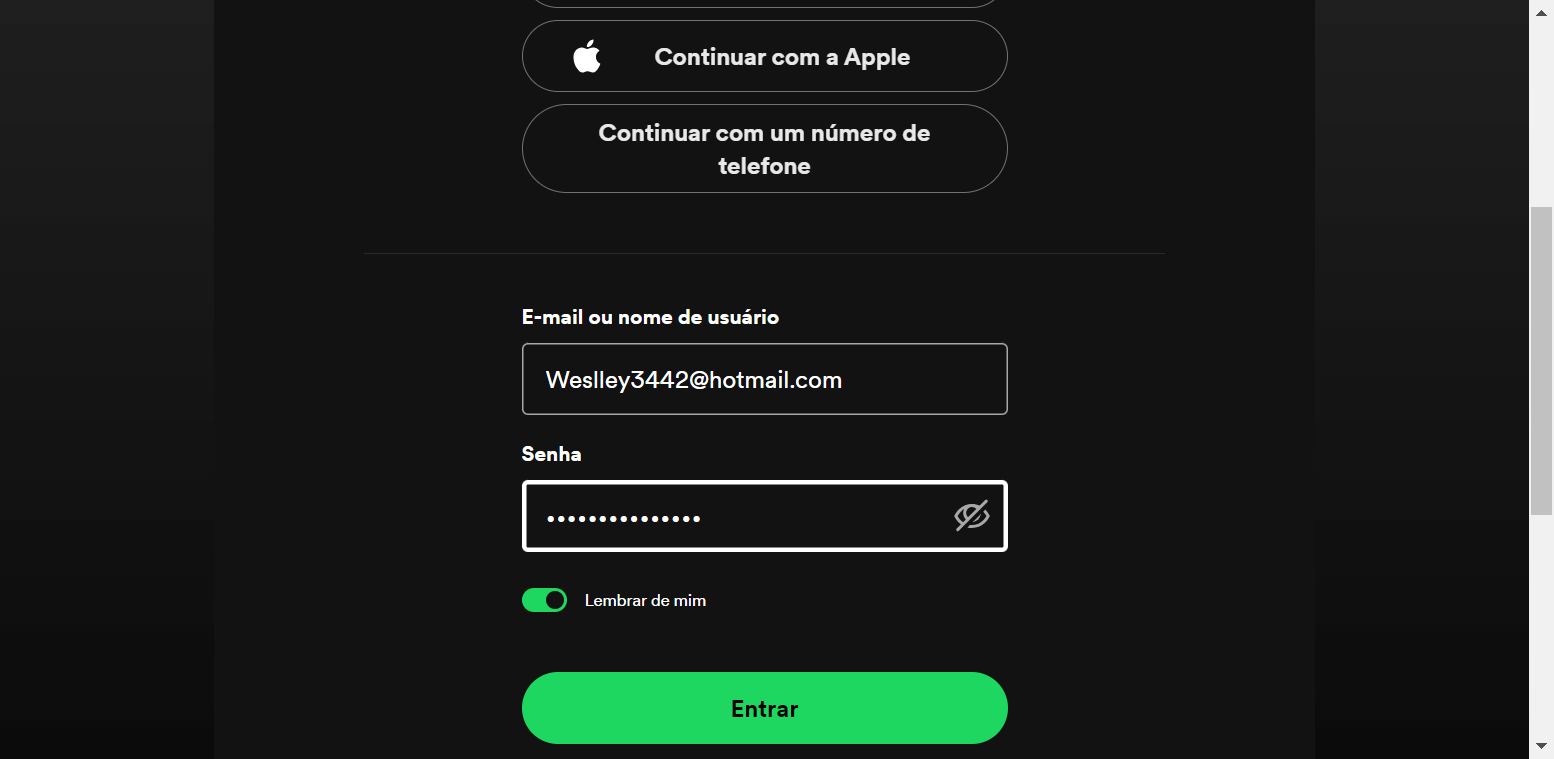 Continuar com a Apple
Continuar com um número de
telefone
E-mail ou nome de usuário
Weslley3442@hotmail.com
Senha
•••••••••••••••
Lembrar de mim
Entrar